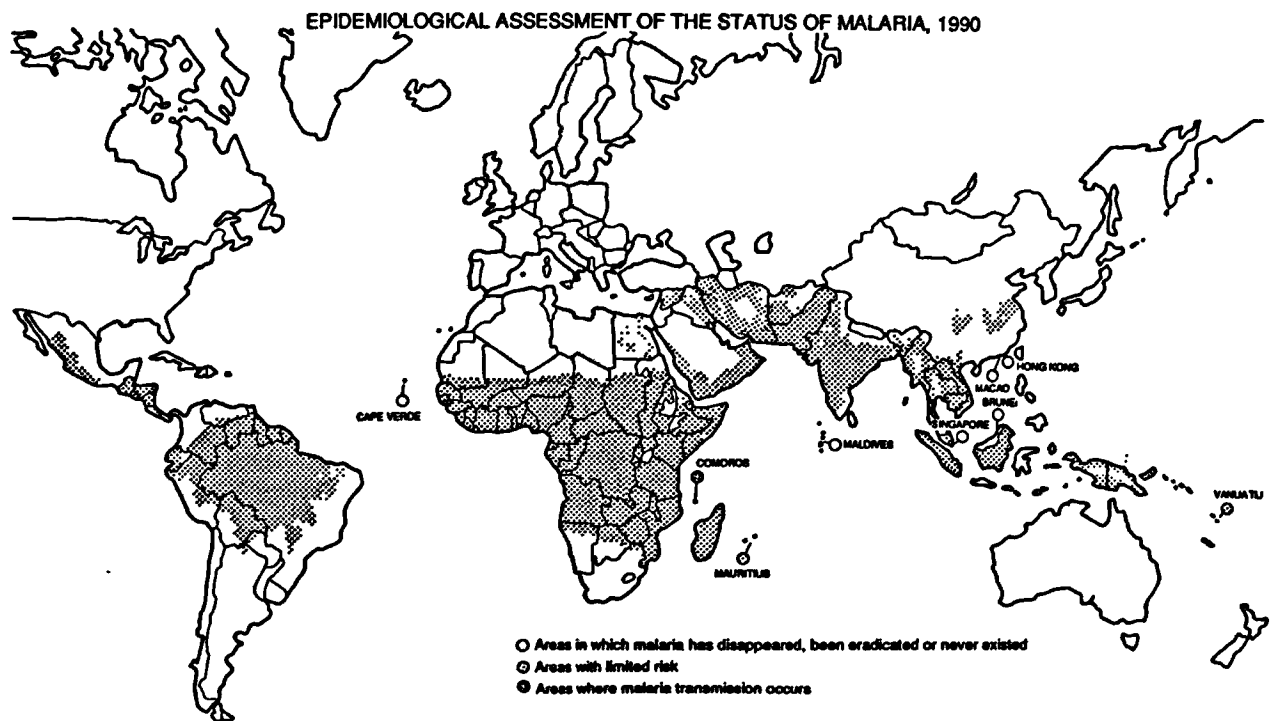 EPIDEMIOLOGICAL ASSESSMENT OF THE STATUS OF MALARIA, 1990
HONG KONG
MACAO
BRUNEI
CAPE VERDE
SINGAPORE
MALDIVES
COMOROS
VANUATU
MAURITIUS
Areas in which malaria has disappeared, been eradicated or never existed
Areas with limited risk
Areas where malaria transmission occurs